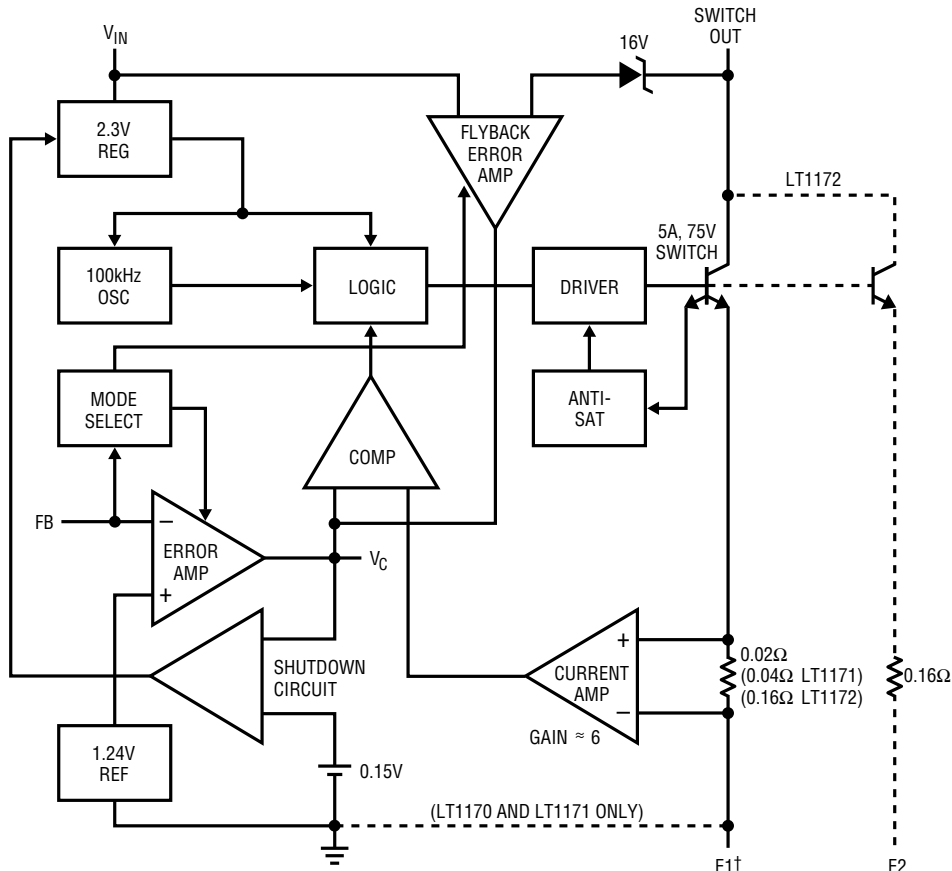 SWITCH
OUT
VIN
16V
2.3V
REG
FLYBACK
ERROR
AMP
LT1172
5A, 75V
SWITCH
100kHz
OSC
LOGIC
DRIVER
MODE
SELECT
ANTI-
SAT
COMP
FB
−
ERROR
AMP
+
VC
SHUTDOWN
CIRCUIT
+
CURRENT
AMP
−
GAIN ≈ 6
0.02Ω
(0.04Ω LT1171)
(0.16Ω LT1172)
0.16Ω
1.24V
REF
0.15V
(LT1170 AND LT1171 ONLY)
E1†
E2